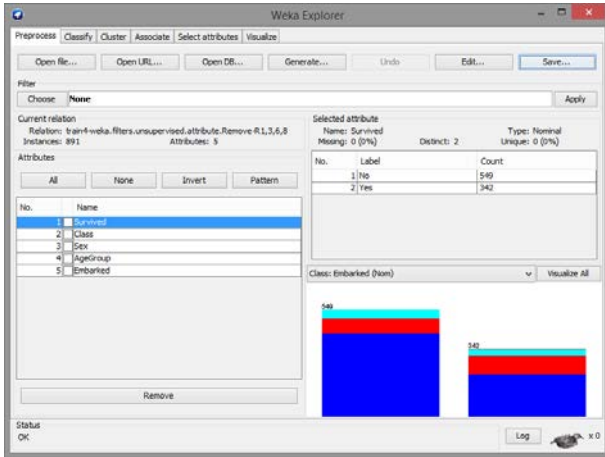 Weka Explorer
Preprocess Classify Cluster Associate Select attributes Visualize
Open file... Open URL... Open DB... Generate... Undo Edit... Save...
Filter
Choose None Apply
Current relation
Relation: train4-weka.filters.unsupervised.attribute.Remove-R1,3,6,8
Instances: 891 Attributes: 5
Selected attribute
Name: Survived Type: Nominal
Missing: 0 (0%) Distinct: 2 Unique: 0 (0%)
Attributes
All None Invert Pattern
No. Name
1 Survived
2 Class
3 Sex
4 AgeGroup
5 Embarked
Remove
No. Label Count
1 No 549
2 Yes 342
Class: Embarked (Nom) Visualize All
549
342
Status
OK
Log x 0